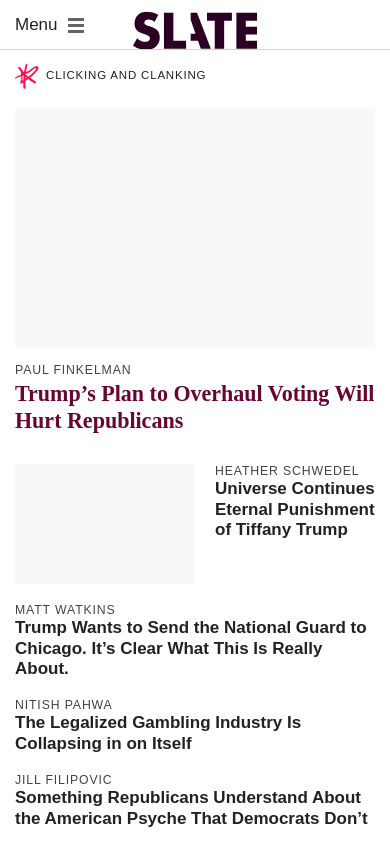 Menu
SLATE
CLICKING AND CLANKING
PAUL FINKELMAN
Trump’s Plan to Overhaul Voting Will
Hurt Republicans
HEATHER SCHWEDEL
Universe Continues
Eternal Punishment
of Tiffany Trump
MATT WATKINS
Trump Wants to Send the National Guard to
Chicago. It’s Clear What This Is Really
About.
NITISH PAHWA
The Legalized Gambling Industry Is
Collapsing in on Itself
JILL FILIPOVIC
Something Republicans Understand About
the American Psyche That Democrats Don’t